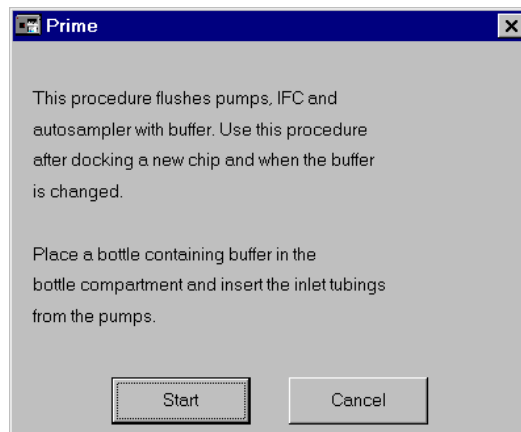 Prime
This procedure flushes pumps, IFC and
autosampler with buffer. Use this procedure
after docking a new chip and when the buffer
is changed.
Place a bottle containing buffer in the
bottle compartment and insert the inlet tubings
from the pumps.
Start
Cancel